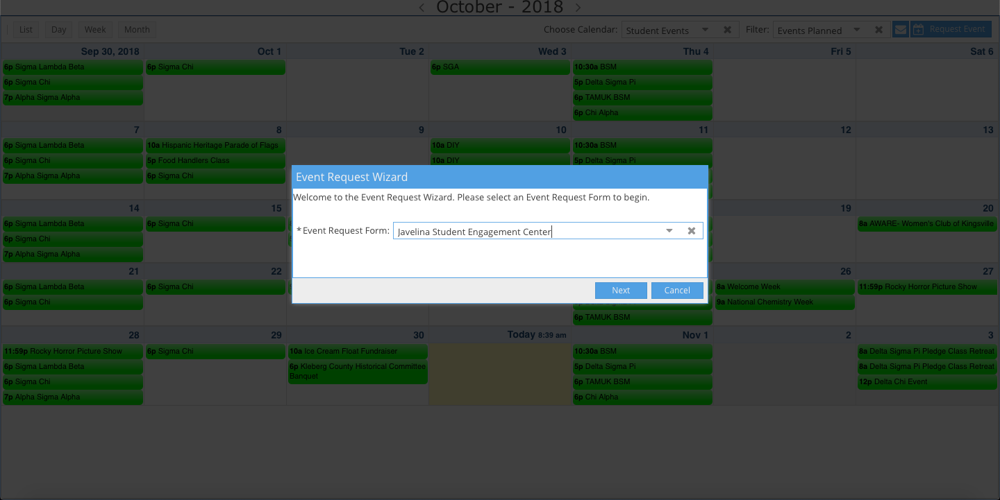 October - 2018
List Day Week Month Choose Calendar: Student Events Filter: Events Planned Request Event
Sep 30, 2018 Oct 1 Tue 2 Wed 3 Thu 4 Fri 5 Sat 6
6p Sigma Lambda Beta 6p Sigma Chi 6p SGA 10:30a BSM
6p Sigma Chi 5p Delta Sigma Pi
7p Alpha Sigma Alpha 6p TAMUK BSM
6p Chi Alpha
7 8 9 10 11 12 13
6p Sigma Lambda Beta 10a Hispanic Heritage Parade of Flags 10a DIY 10:30a BSM
6p Sigma Chi 5p Food Handlers Class 10a DIY 5p Delta Sigma Pi
7p Alpha Sigma Alpha 6p Sigma Chi
Event Request Wizard
Welcome to the Event Request Wizard. Please select an Event Request Form to begin.
*Event Request Form: Javelina Student Engagement Center
Next Cancel
14 15 19 20
6p Sigma Lambda Beta 6p Sigma Chi 8a AWARE- Women's Club of Kingsville
6p Sigma Chi
7p Alpha Sigma Alpha
21 22 26 27
6p Sigma Lambda Beta 6p Sigma Chi 8a Welcome Week 11:59p Rocky Horror Picture Show
6p Sigma Chi 9a National Chemistry Week
6p TAMUK BSM
28 29 30 Today 8:39 am Nov 1 2 3
11:59p Rocky Horror Picture Show 6p Sigma Chi 10a Ice Cream Float Fundraiser 10:30a BSM 8a Delta Sigma Pi Pledge Class Retreat
6p Sigma Lambda Beta 6p Kleberg County Historical Committee 5p Delta Sigma Pi 8a Delta Sigma Pi Pledge Class Retreat
Banquet
6p Sigma Chi 6p TAMUK BSM 12p Delta Chi Event
7p Alpha Sigma Alpha 6p Chi Alpha